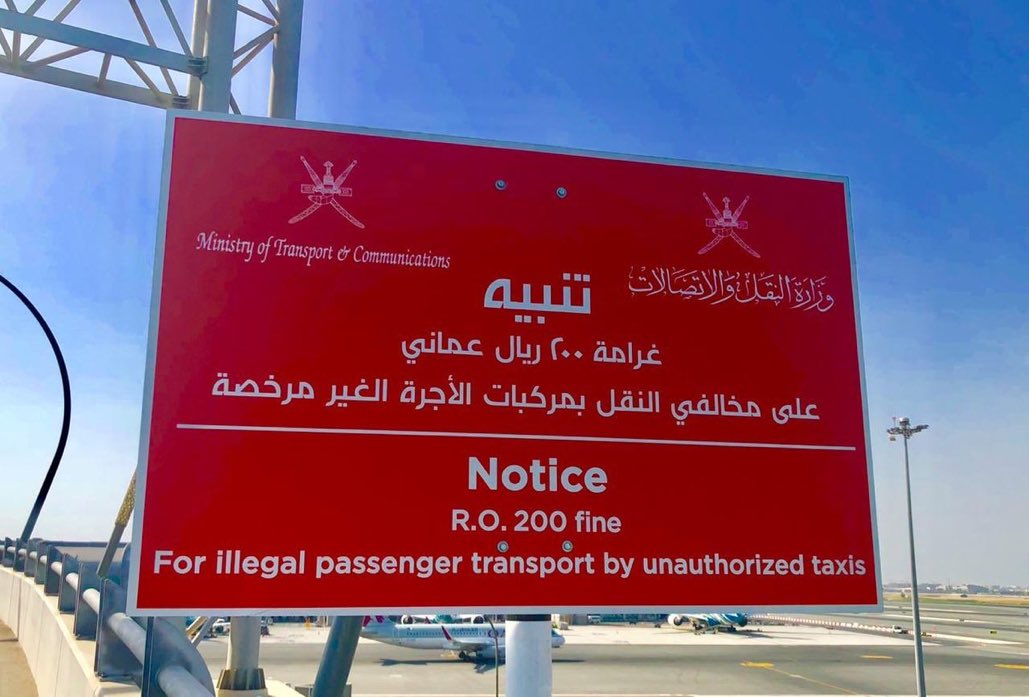 Ministry of Transport & Communications
وزارة النقل والاتصالات
تنبيه
غرامة ٢٠٠ ريال عماني
على مخالفي النقل بمركبات الأجرة الغير مرخصة
Notice
R.O. 200 fine
For illegal passenger transport by unauthorized taxis